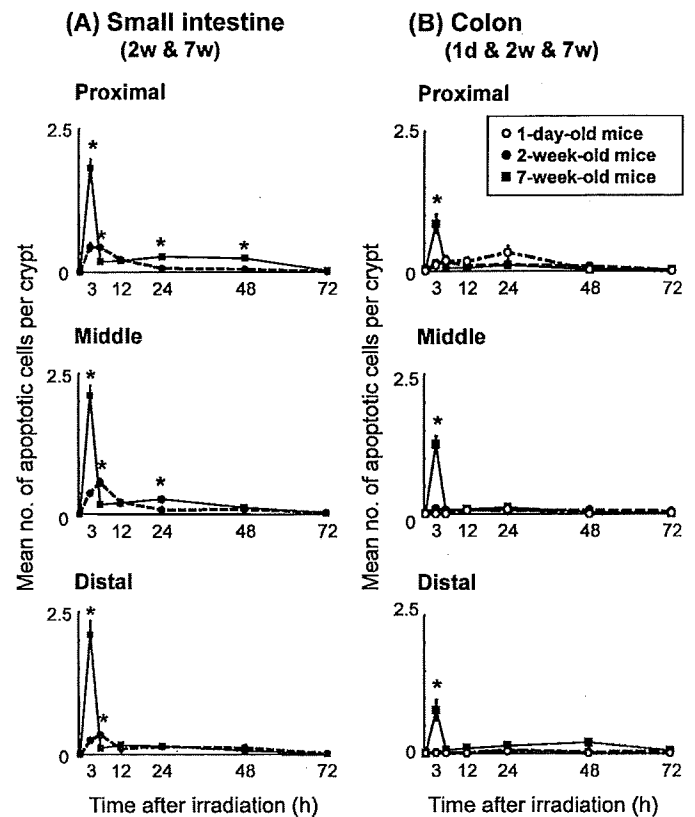 (A) Small intestine
(2w & 7w)
Proximal
Mean no. of apoptotic cells per crypt
2.5
*
*
*
*
0
3 12 24 48 72
Middle
2.5
*
*
*
0
3 12 24 48 72
Distal
2.5
*
*
0
3 12 24 48 72
Time after irradiation (h)
(B) Colon
(1d & 2w & 7w)
Proximal
Mean no. of apoptotic cells per crypt
2.5
1-day-old mice
2-week-old mice
7-week-old mice
*
0
3 12 24 48 72
Middle
2.5
*
0
3 12 24 48 72
Distal
2.5
*
0
3 12 24 48 72
Time after irradiation (h)